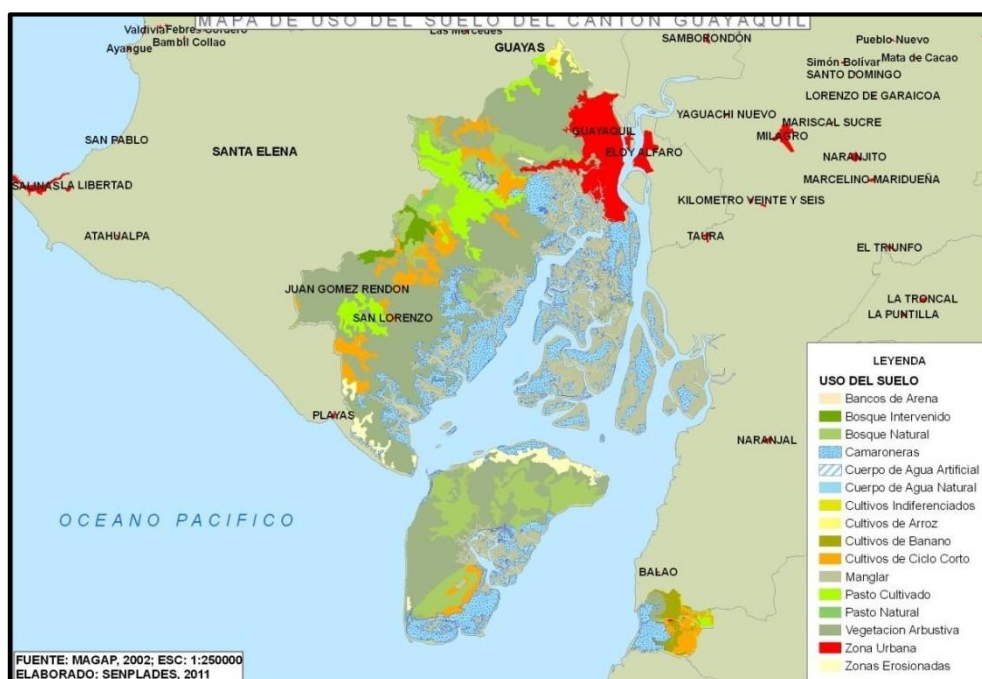 MAPA DE USO DEL SUELO DEL CANTON GUAYAQUIL
Valdivia Febres Cordero
Bambil Collao
Ayangue
Las Mercedes
GUAYAS
SAMBORONDÓN
Pueblo Nuevo
Simón Bolívar
Mata de Cacao
SANTO DOMINGO
LORENZO DE GARAICOA
YAGUACHI NUEVO
MARISCAL SUCRE
MILAGRO
GUAYAQUIL
ELOY ALFARO
SAN PABLO
SANTA ELENA
NARANJITO
MARCELINO MARIDUEÑA
SALINAS
LA LIBERTAD
KILOMETRO VEINTE Y SEIS
ATAHUALPA
TAURA
EL TRIUNFO
JUAN GOMEZ RENDON
SAN LORENZO
LA TRONCAL
LA PUNTILLA
PLAYAS
NARANJAL
OCEANO PACIFICO
BALAO
LEYENDA
USO DEL SUELO
Bancos de Arena
Bosque Intervenido
Bosque Natural
Camaroneras
Cuerpo de Agua Artificial
Cuerpo de Agua Natural
Cultivos Indiferenciados
Cultivos de Arroz
Cultivos de Banano
Cultivos de Ciclo Corto
Manglar
Pasto Cultivado
Pasto Natural
Vegetacion Arbustiva
Zona Urbana
Zonas Erosionadas
FUENTE: MAGAP, 2002; ESC: 1:250000
ELABORADO: SENPLADES, 2011